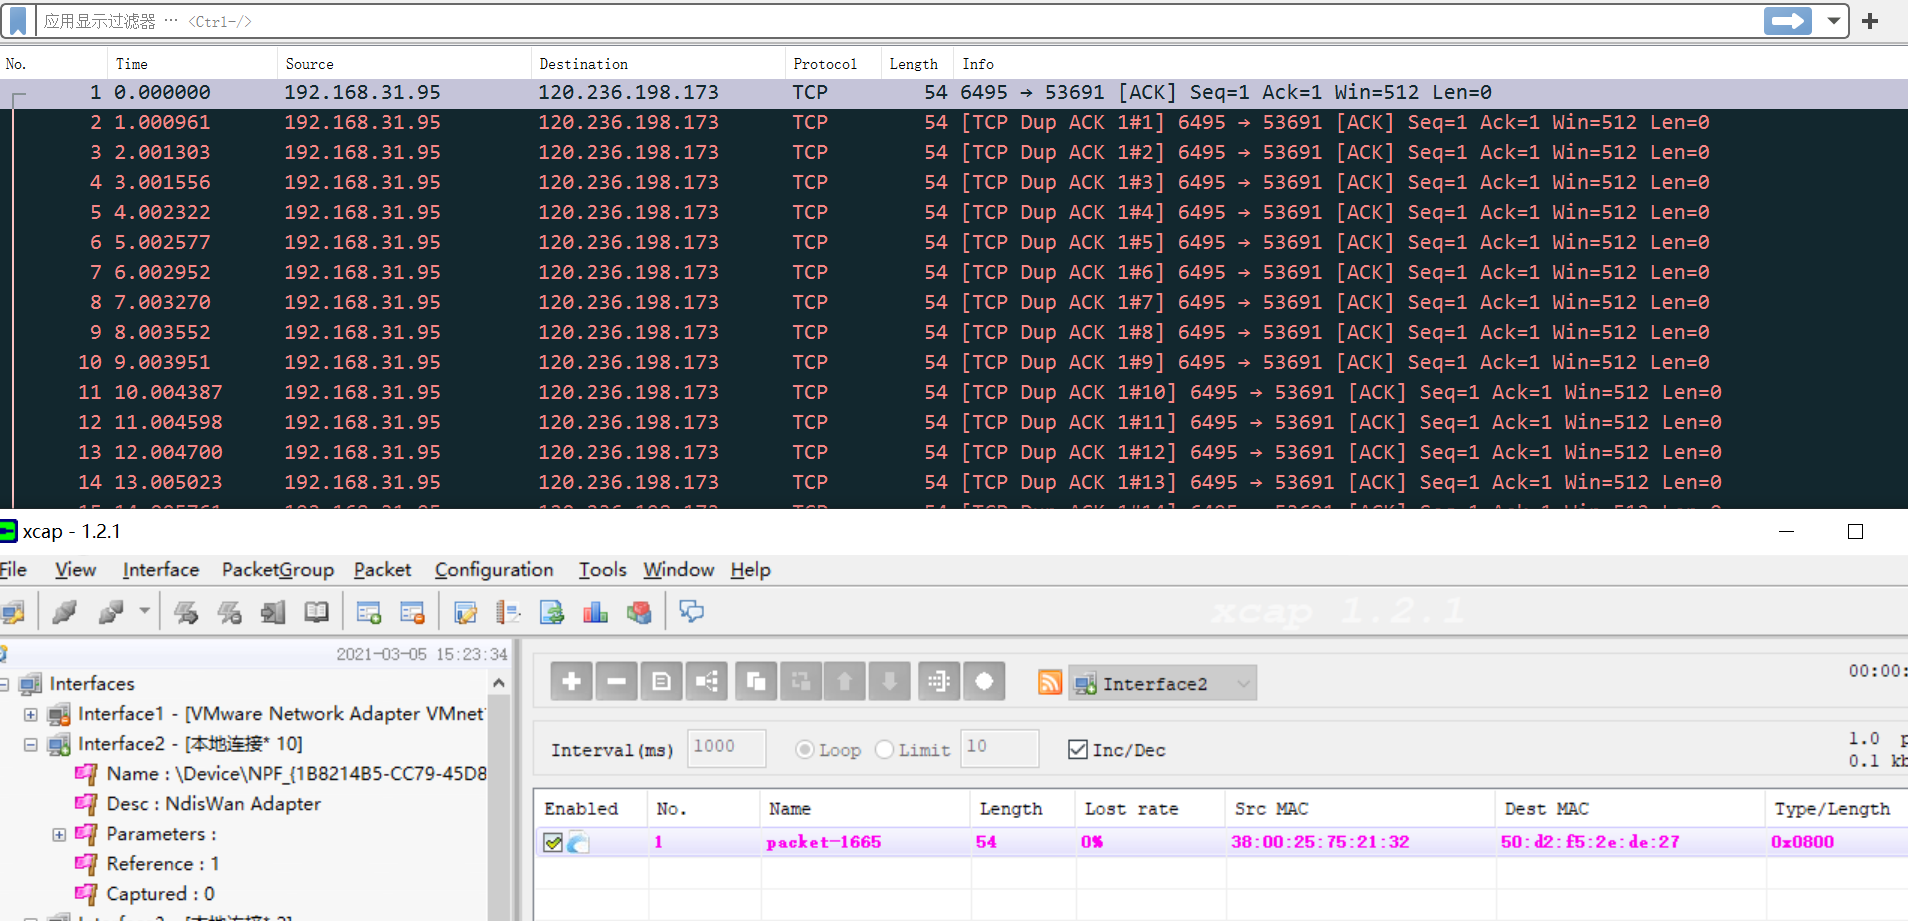 应用显示过滤器 … <Ctrl-/>
No. Time Source Destination Protocol Length Info
1 0.000000 192.168.31.95 120.236.198.173 TCP 54 6495 → 53691 [ACK] Seq=1 Ack=1 Win=512 Len=0
2 1.000961 192.168.31.95 120.236.198.173 TCP 54 [TCP Dup ACK 1#1] 6495 → 53691 [ACK] Seq=1 Ack=1 Win=512 Len=0
3 2.001303 192.168.31.95 120.236.198.173 TCP 54 [TCP Dup ACK 1#2] 6495 → 53691 [ACK] Seq=1 Ack=1 Win=512 Len=0
4 3.001556 192.168.31.95 120.236.198.173 TCP 54 [TCP Dup ACK 1#3] 6495 → 53691 [ACK] Seq=1 Ack=1 Win=512 Len=0
5 4.002322 192.168.31.95 120.236.198.173 TCP 54 [TCP Dup ACK 1#4] 6495 → 53691 [ACK] Seq=1 Ack=1 Win=512 Len=0
6 5.002577 192.168.31.95 120.236.198.173 TCP 54 [TCP Dup ACK 1#5] 6495 → 53691 [ACK] Seq=1 Ack=1 Win=512 Len=0
7 6.002952 192.168.31.95 120.236.198.173 TCP 54 [TCP Dup ACK 1#6] 6495 → 53691 [ACK] Seq=1 Ack=1 Win=512 Len=0
8 7.003270 192.168.31.95 120.236.198.173 TCP 54 [TCP Dup ACK 1#7] 6495 → 53691 [ACK] Seq=1 Ack=1 Win=512 Len=0
9 8.003552 192.168.31.95 120.236.198.173 TCP 54 [TCP Dup ACK 1#8] 6495 → 53691 [ACK] Seq=1 Ack=1 Win=512 Len=0
10 9.003951 192.168.31.95 120.236.198.173 TCP 54 [TCP Dup ACK 1#9] 6495 → 53691 [ACK] Seq=1 Ack=1 Win=512 Len=0
11 10.004387 192.168.31.95 120.236.198.173 TCP 54 [TCP Dup ACK 1#10] 6495 → 53691 [ACK] Seq=1 Ack=1 Win=512 Len=0
12 11.004598 192.168.31.95 120.236.198.173 TCP 54 [TCP Dup ACK 1#11] 6495 → 53691 [ACK] Seq=1 Ack=1 Win=512 Len=0
13 12.004700 192.168.31.95 120.236.198.173 TCP 54 [TCP Dup ACK 1#12] 6495 → 53691 [ACK] Seq=1 Ack=1 Win=512 Len=0
14 13.005023 192.168.31.95 120.236.198.173 TCP 54 [TCP Dup ACK 1#13] 6495 → 53691 [ACK] Seq=1 Ack=1 Win=512 Len=0
xcap - 1.2.1
File View Interface PacketGroup Packet Configuration Tools Window Help
xcap 1.2.1
2021-03-05 15:23:34
Interfaces
Interface1 - [VMware Network Adapter VMnet
Interface2 - [本地连接* 10]
Name : \Device\NPF_{1B8214B5-CC79-45D8
Desc : NdisWan Adapter
Parameters :
Reference : 1
Captured : 0
Interface2
00:00:
Interval(ms) 1000 Loop Limit 10 Inc/Dec
1.0 p
0.1 kb
Enabled No. Name Length Lost rate Src MAC Dest MAC Type/Length
1 packet-1665 54 0% 38:00:25:75:21:32 50:d2:f5:2e:de:27 0x0800